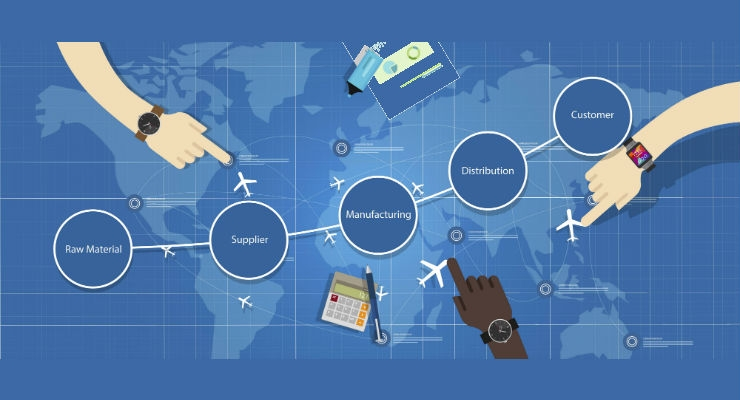 Raw Material
Supplier
Manufacturing
Distribution
Customer